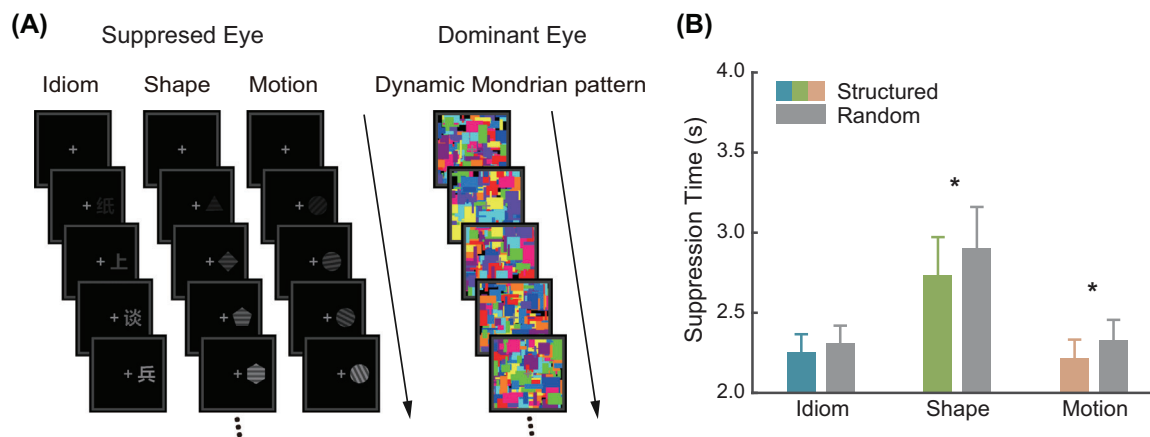 (A)
Suppresed Eye
Dominant Eye
Idiom
Shape
Motion
Dynamic Mondrian pattern
纸
上
谈
兵
(B)
Suppression Time (s)
4.0
3.5
3.0
2.5
2.0
Structured
Random
*
*
Idiom
Shape
Motion